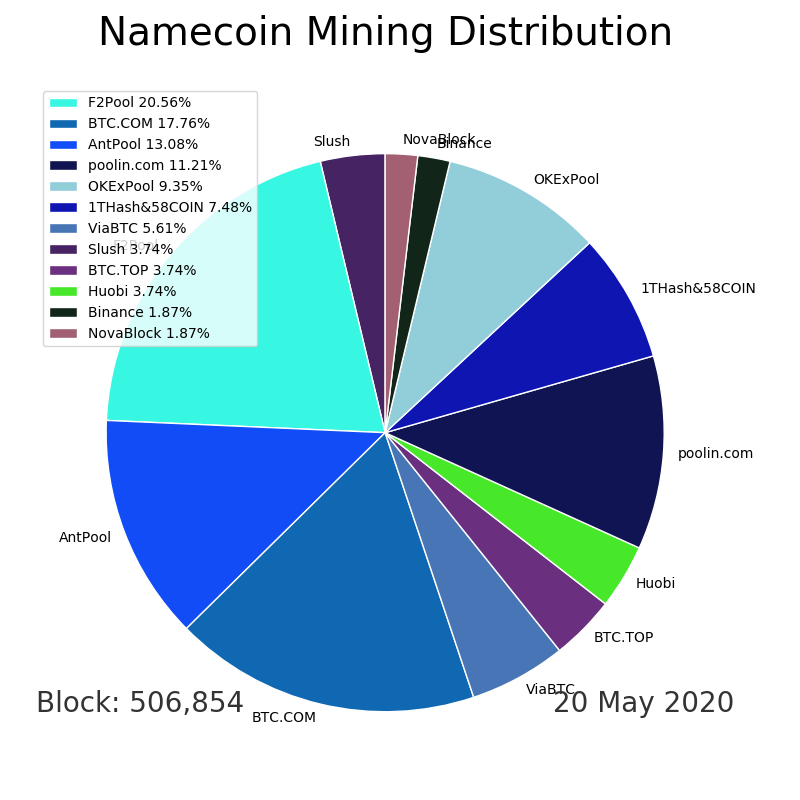 Namecoin Mining Distribution
F2Pool 20.56%
BTC.COM 17.76%
AntPool 13.08%
poolin.com 11.21%
OKExPool 9.35%
1THash&58COIN 7.48%
ViaBTC 5.61%
Slush 3.74%
BTC.TOP 3.74%
Huobi 3.74%
Binance 1.87%
NovaBlock 1.87%
Slush
NovaBlock
Binance
OKExPool
1THash&58COIN
F2Pool
poolin.com
AntPool
Huobi
BTC.TOP
ViaBTC
BTC.COM
Block: 506,854
20 May 2020